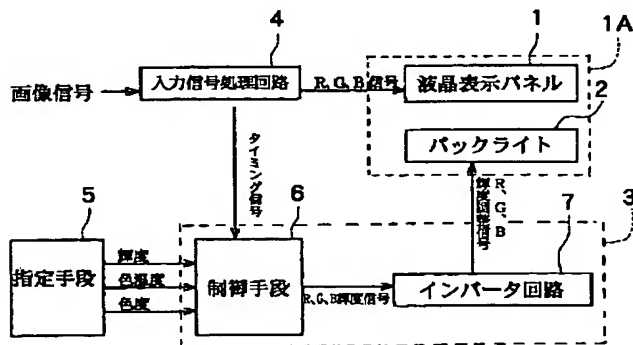 4
1
1A
画像信号
入力信号処理回路
R、G、B信号
液晶表示パネル
2
バックライト
タイミング信号
R、G、B
輝度回整信号
5
6
7
3
指定手段
輝度
色温度
色度
制御手段
R、G、B輝度信号
インバータ回路